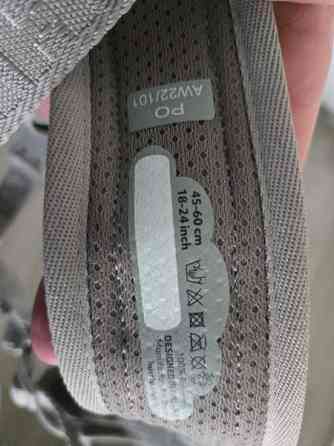 PO
AW22/101
45-60 cm
18-24 inch
DESIGNED